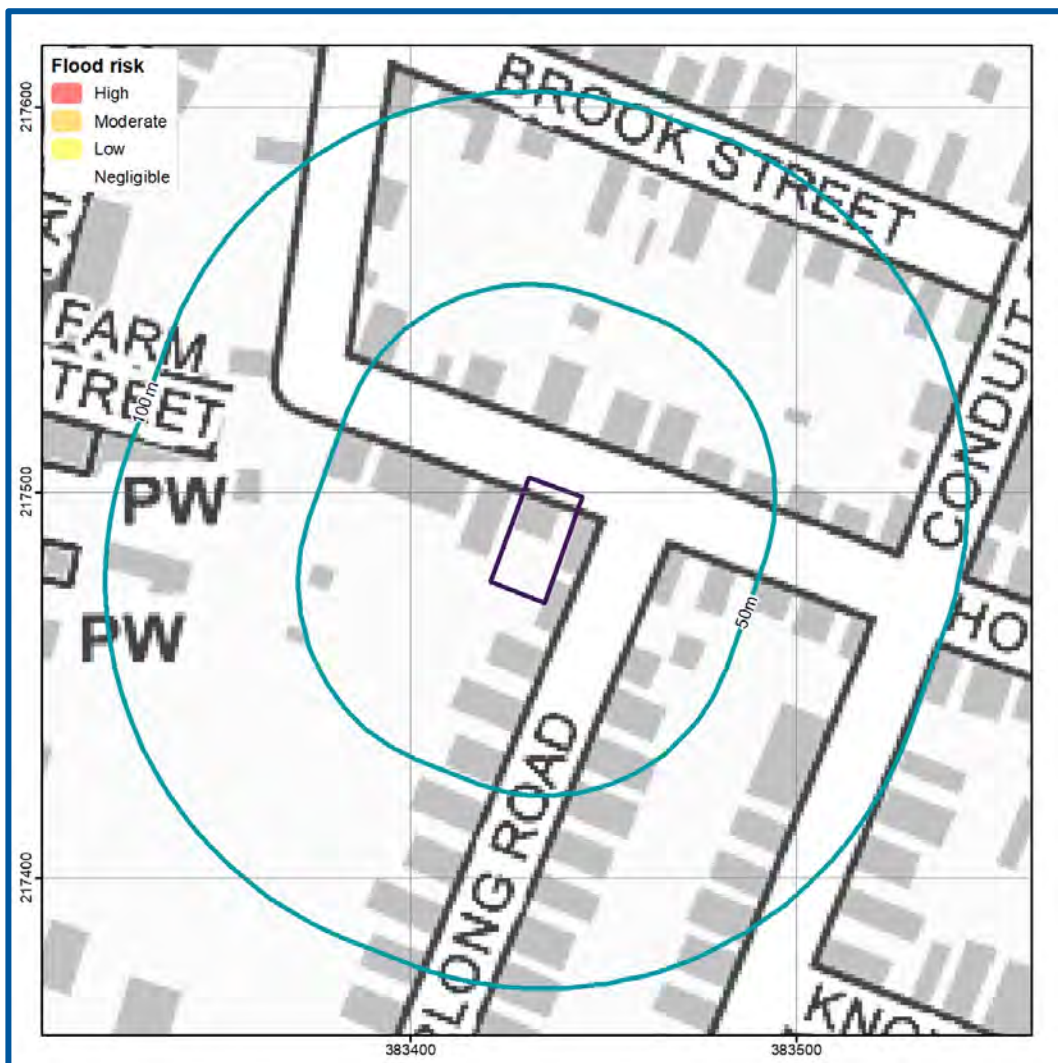 Flood risk
High
Moderate
Low
Negligible
217600
217500
217400
383400
383500
BROOK STREET
CONDUIT
FARM
TREET
100m
50m
PW
PW
HO
LONG ROAD
KNO